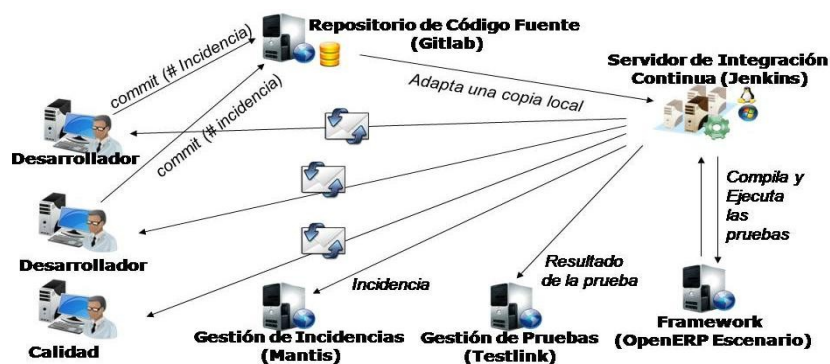 Repositorio de Código Fuente
(Gitlab)
commit (# Incidencia)
commit (# incidencia)
Adapta una copia local
Servidor de Integración
Continua (Jenkins)
Desarrollador
Desarrollador
Calidad
Compila y
Ejecuta
las
pruebas
Incidencia
Resultado
de la prueba
Gestión de Incidencias
(Mantis)
Gestión de Pruebas
(Testlink)
Framework
(OpenERP Escenario)